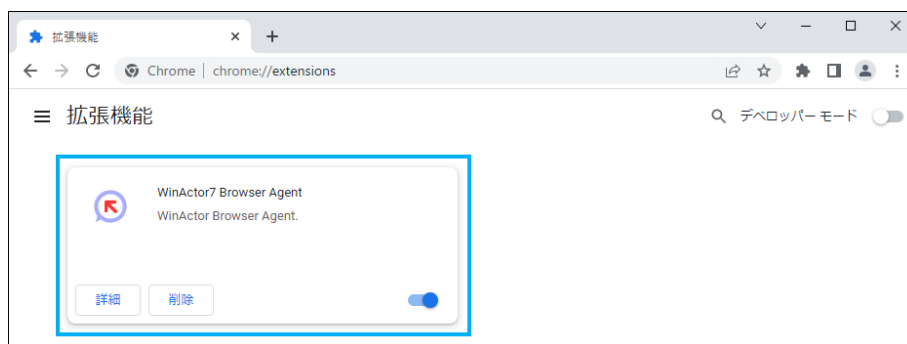 拡張機能
Chrome | chrome://extensions
拡張機能
デベロッパー モード
WinActor7 Browser Agent
WinActor Browser Agent.
詳細
削除